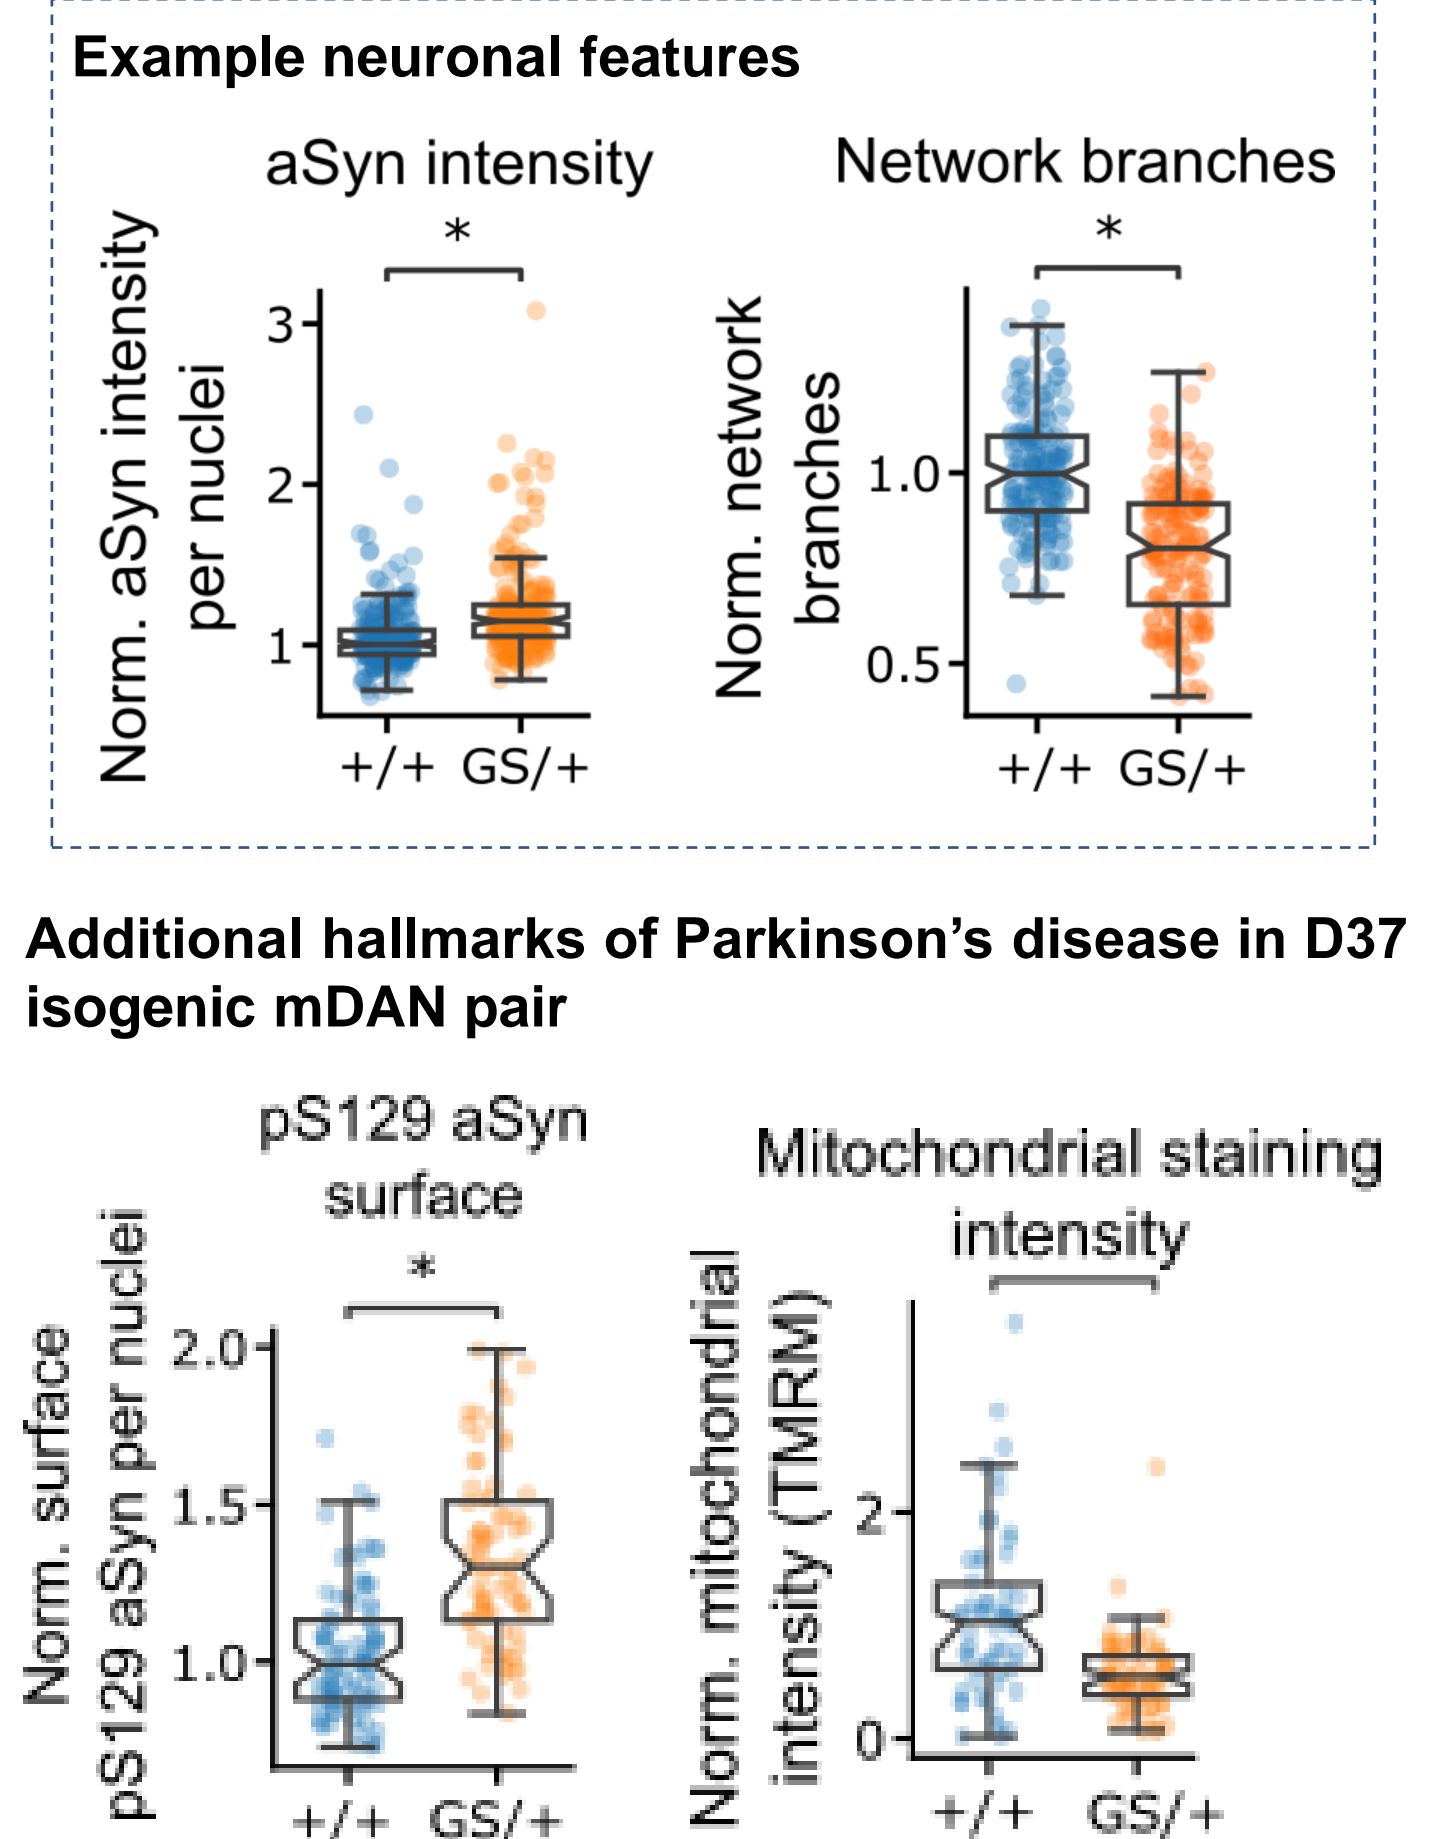 Example neuronal features
aSyn intensity
*
Norm. aSyn intensity
per nuclei
3
2
1
+/+ GS/+
Network branches
*
Norm. network
branches
1.0
0.5
+/+ GS/+
Additional hallmarks of Parkinson’s disease in D37
isogenic mDAN pair
pS129 aSyn
surface
*
Norm. surface
pS129 aSyn per nuclei
2.0
1.5
1.0
+/+ GS/+
Mitochondrial staining
intensity
Norm. mitochondrial
intensity (TMRM)
2
0
+/+ GS/+